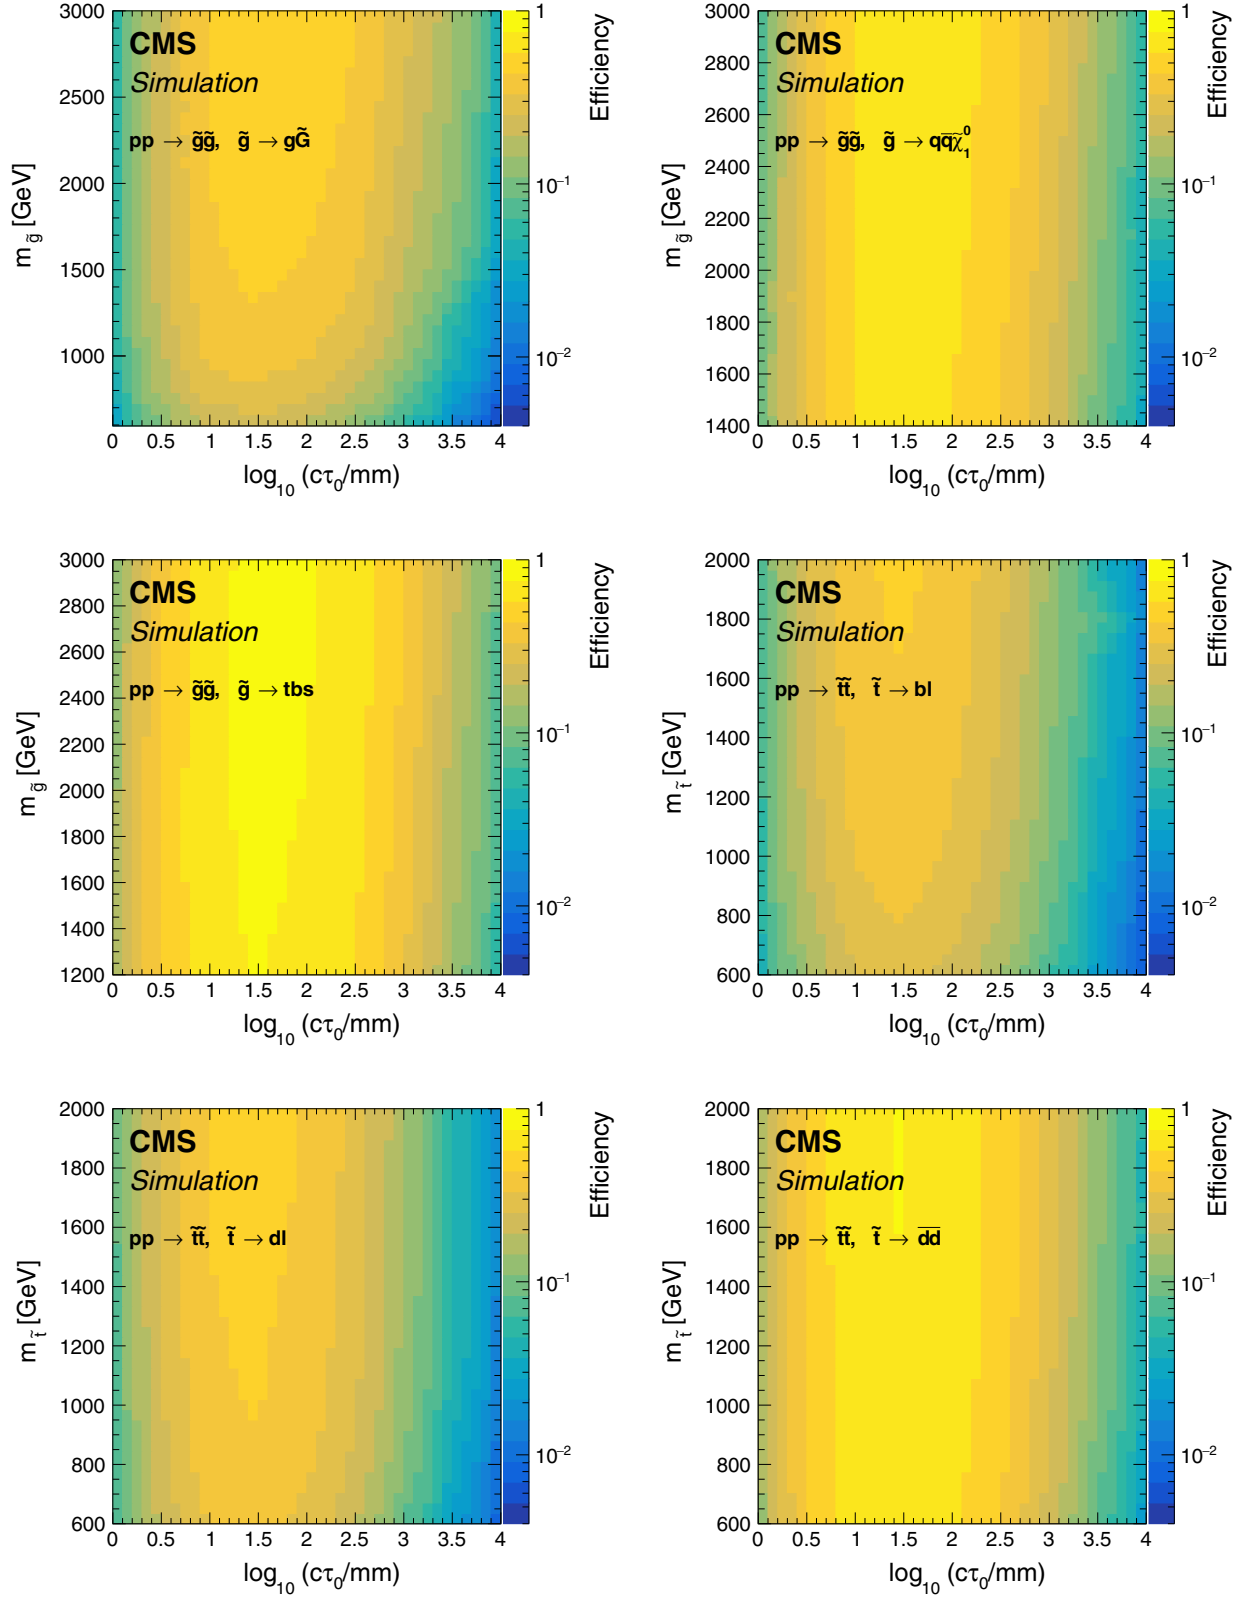 3000
2500
2000
1500
1000
m g̃ [GeV]
CMS
Simulation
pp → g̃g̃, g̃ → gG̃
0 0.5 1 1.5 2 2.5 3 3.5 4
log₁₀ (cτ₀/mm)
1
10⁻¹
10⁻²
Efficiency
3000
2800
2600
2400
2200
2000
1800
1600
1400
m g̃ [GeV]
CMS
Simulation
pp → g̃g̃, g̃ → qq̅χ̃⁰₁
0 0.5 1 1.5 2 2.5 3 3.5 4
log₁₀ (cτ₀/mm)
1
10⁻¹
10⁻²
Efficiency
3000
2800
2600
2400
2200
2000
1800
1600
1400
1200
m g̃ [GeV]
CMS
Simulation
pp → g̃g̃, g̃ → tbs
0 0.5 1 1.5 2 2.5 3 3.5 4
log₁₀ (cτ₀/mm)
1
10⁻¹
10⁻²
Efficiency
2000
1800
1600
1400
1200
1000
800
600
m t̃ [GeV]
CMS
Simulation
pp → t̃t̃, t̃ → bl
0 0.5 1 1.5 2 2.5 3 3.5 4
log₁₀ (cτ₀/mm)
1
10⁻¹
10⁻²
Efficiency
2000
1800
1600
1400
1200
1000
800
600
m t̃ [GeV]
CMS
Simulation
pp → t̃t̃, t̃ → dl
0 0.5 1 1.5 2 2.5 3 3.5 4
log₁₀ (cτ₀/mm)
1
10⁻¹
10⁻²
Efficiency
2000
1800
1600
1400
1200
1000
800
600
m t̃ [GeV]
CMS
Simulation
pp → t̃t̃, t̃ → d̅d̅
0 0.5 1 1.5 2 2.5 3 3.5 4
log₁₀ (cτ₀/mm)
1
10⁻¹
10⁻²
Efficiency